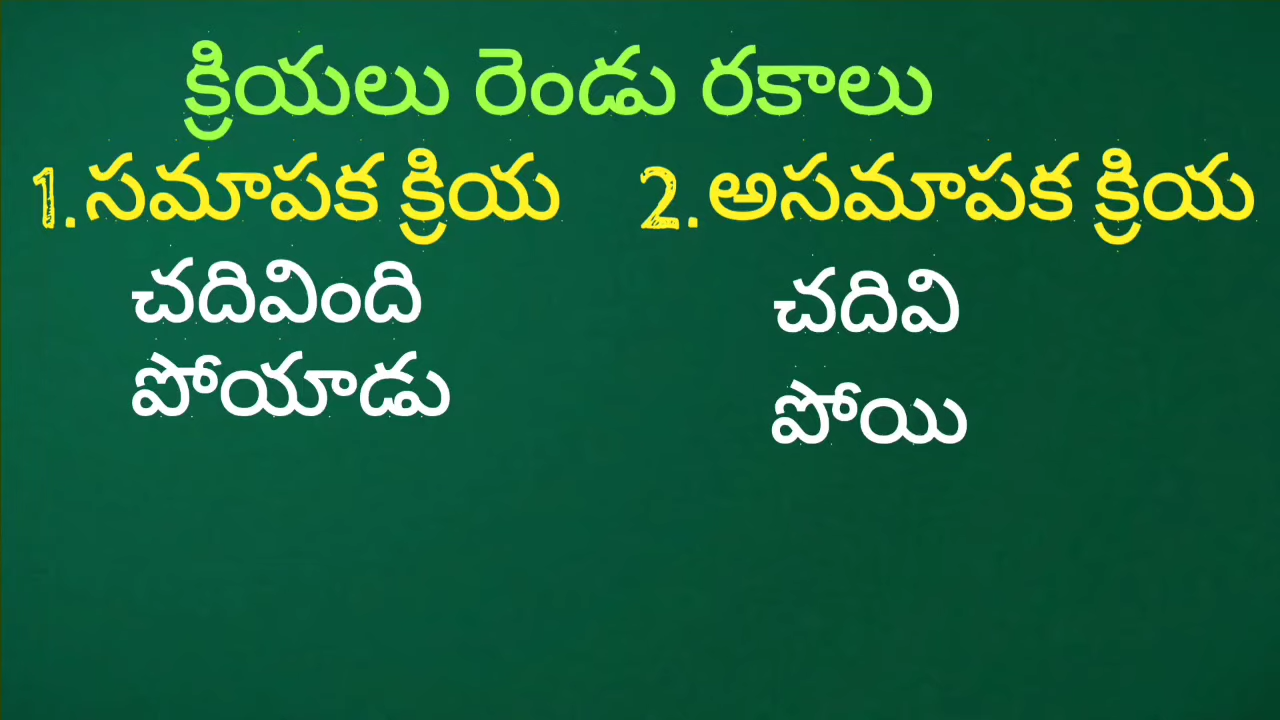 క్రియలు రెండు రకాలు
1. సమాపక క్రియ 2. అసమాపక క్రియ
చదివింది చదివి
పోయాడు పోయి